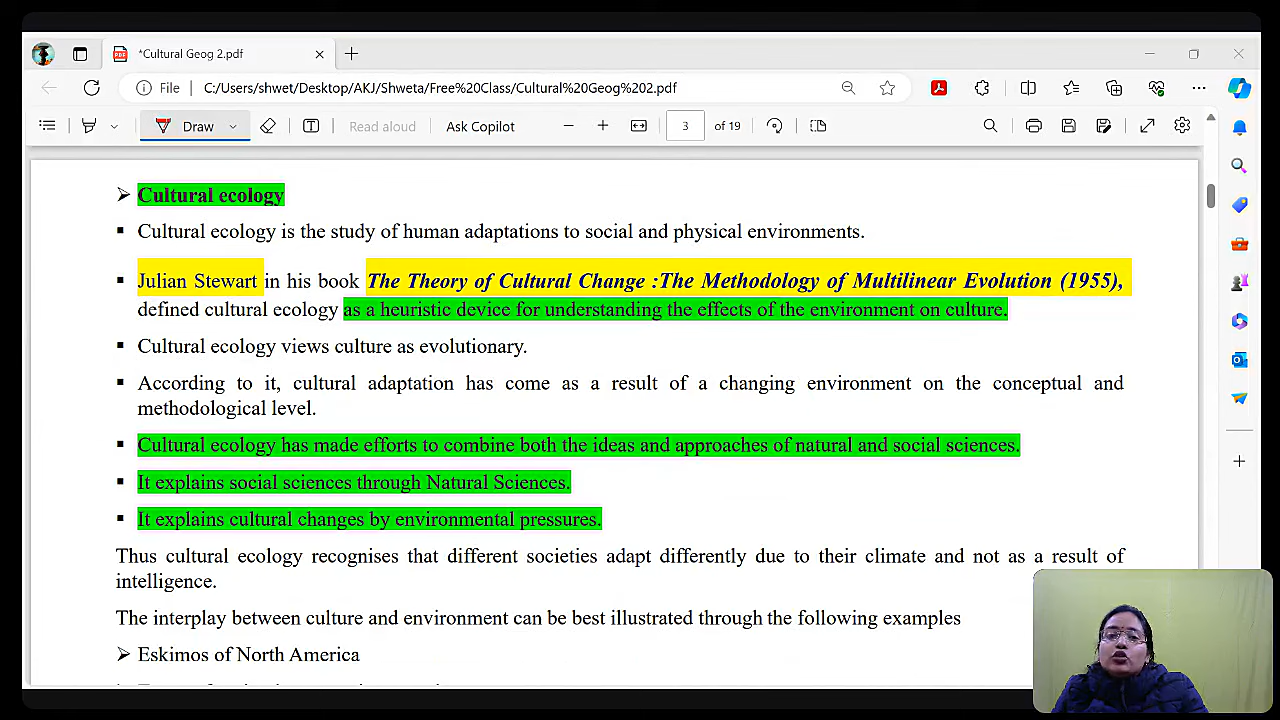 *Cultural Geog 2.pdf
File C:/Users/shwet/Desktop/AKJ/Shweta/Free%20Class/Cultural%20Geog%202.pdf
Draw Read aloud Ask Copilot 3 of 19
Cultural ecology
Cultural ecology is the study of human adaptations to social and physical environments.
Julian Stewart in his book The Theory of Cultural Change :The Methodology of Multilinear Evolution (1955),
defined cultural ecology as a heuristic device for understanding the effects of the environment on culture.
Cultural ecology views culture as evolutionary.
According to it, cultural adaptation has come as a result of a changing environment on the conceptual and
methodological level.
Cultural ecology has made efforts to combine both the ideas and approaches of natural and social sciences.
It explains social sciences through Natural Sciences.
It explains cultural changes by environmental pressures.
Thus cultural ecology recognises that different societies adapt differently due to their climate and not as a result of
intelligence.
The interplay between culture and environment can be best illustrated through the following examples
Eskimos of North America